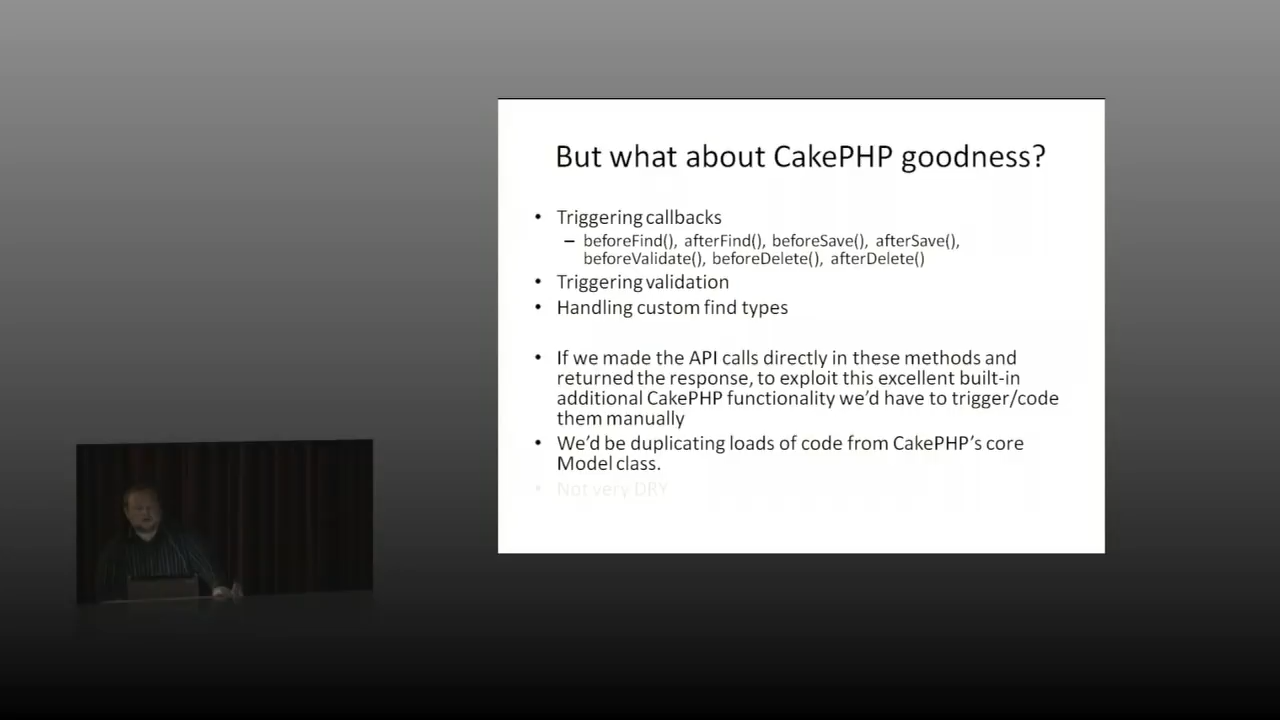 But what about CakePHP goodness?
• Triggering callbacks
– beforeFind(), afterFind(), beforeSave(), afterSave(),
beforeValidate(), beforeDelete(), afterDelete()
• Triggering validation
• Handling custom find types
• If we made the API calls directly in these methods and
returned the response, to exploit this excellent built-in
additional CakePHP functionality we’d have to trigger/code
them manually
• We’d be duplicating loads of code from CakePHP’s core
Model class.
• Not very DRY